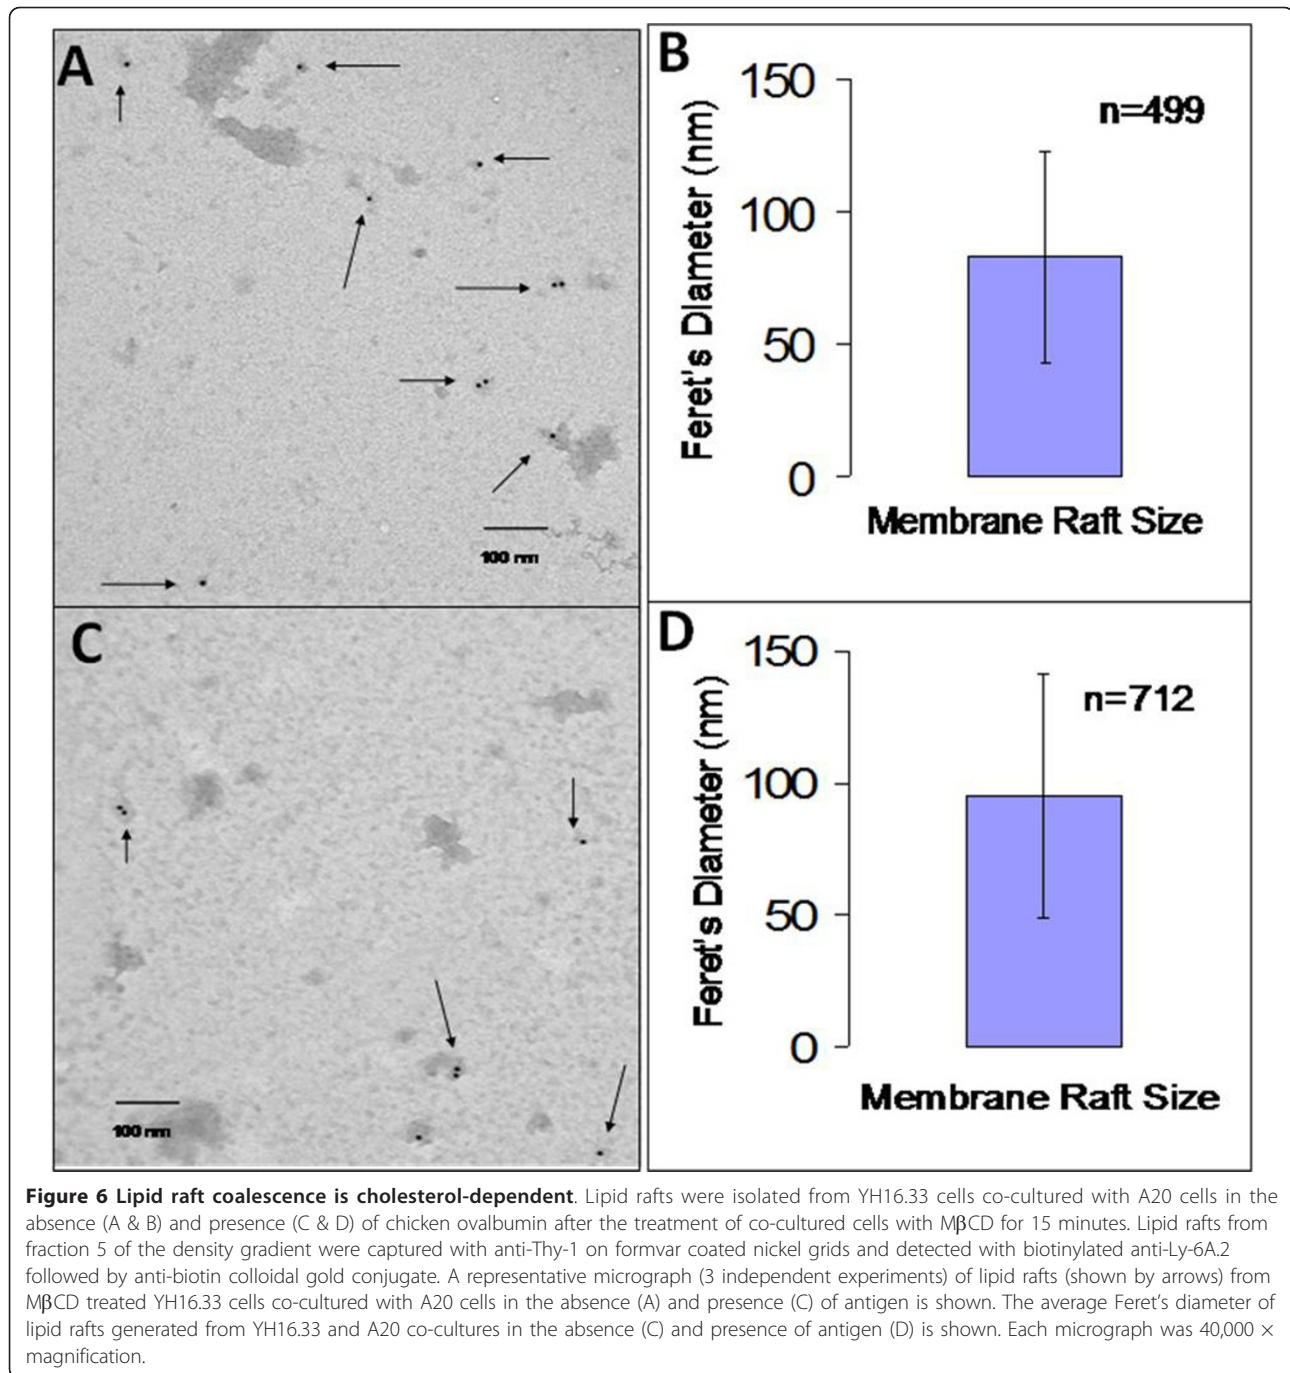 A
100 nm
B
150
n=499
100
50
0
Feret's Diameter (nm)
Membrane Raft Size
C
100 nm
D
150
n=712
100
50
0
Feret's Diameter (nm)
Membrane Raft Size
Figure 6 Lipid raft coalescence is cholesterol-dependent. Lipid rafts were isolated from YH16.33 cells co-cultured with A20 cells in the
absence (A & B) and presence (C & D) of chicken ovalbumin after the treatment of co-cultured cells with MβCD for 15 minutes. Lipid rafts from
fraction 5 of the density gradient were captured with anti-Thy-1 on formvar coated nickel grids and detected with biotinylated anti-Ly-6A.2
followed by anti-biotin colloidal gold conjugate. A representative micrograph (3 independent experiments) of lipid rafts (shown by arrows) from
MβCD treated YH16.33 cells co-cultured with A20 cells in the absence (A) and presence (C) of antigen is shown. The average Feret's diameter of
lipid rafts generated from YH16.33 and A20 co-cultures in the absence (C) and presence of antigen (D) is shown. Each micrograph was 40,000 ×
magnification.